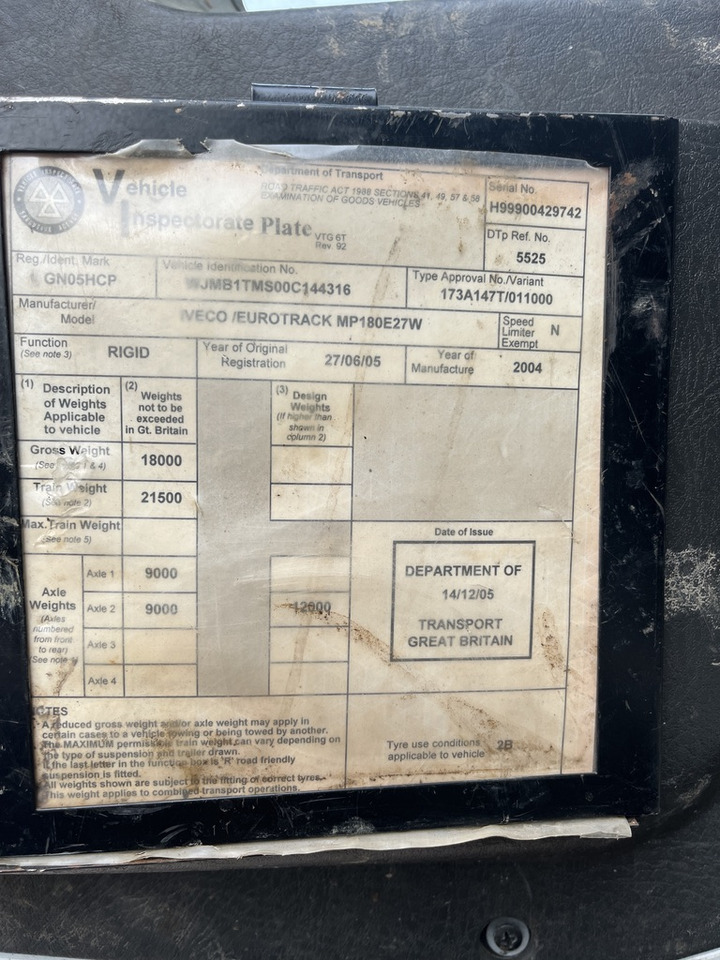 Vehicle
Inspectorate Plate
VTG 6T
Rev. 92
Department of Transport
ROAD TRAFFIC ACT 1988 SECTIONS 41, 49, 57 & 58
EXAMINATION OF GOODS VEHICLES
Serial No.
H99900429742
DTp Ref. No.
5525
Reg./Ident. Mark
GN05HCP
Vehicle Identification No.
WJMB1TMS00C144316
Type Approval No./Variant
173A147T/011000
Manufacturer/
Model
IVECO /EUROTRACK MP180E27W
Speed
Limiter
Exempt
N
Function
(See note 3)
RIGID
Year of Original
Registration
27/06/05
Year of
Manufacture
2004
(1) Description
of Weights
Applicable
to vehicle
(2) Weights
not to be
exceeded
in Gt. Britain
(3) Design
Weights
(If higher than
shown in
column 2)
Gross Weight
(See 1 & 4)
18000
Train Weight
(See note 2)
21500
Max. Train Weight
(See note 5)
Axle
Weights
(Axles
numbered
from front
to rear)
(See note
Axle 1
9000
Axle 2
9000
12000
Axle 3
Axle 4
Date of Issue
DEPARTMENT OF
14/12/05
TRANSPORT
GREAT BRITAIN
NOTES
A reduced gross weight and/or axle weight may apply in
certain cases to a vehicle towing or being towed by another.
The MAXIMUM permissible train weight can vary depending on
the type of suspension and trailer drawn.
If the last letter in the function box is 'R' road friendly
suspension is fitted.
All weights shown are subject to the fitting of correct tyres.
This weight applies to combined transport operations.
Tyre use conditions
applicable to vehicle
2B